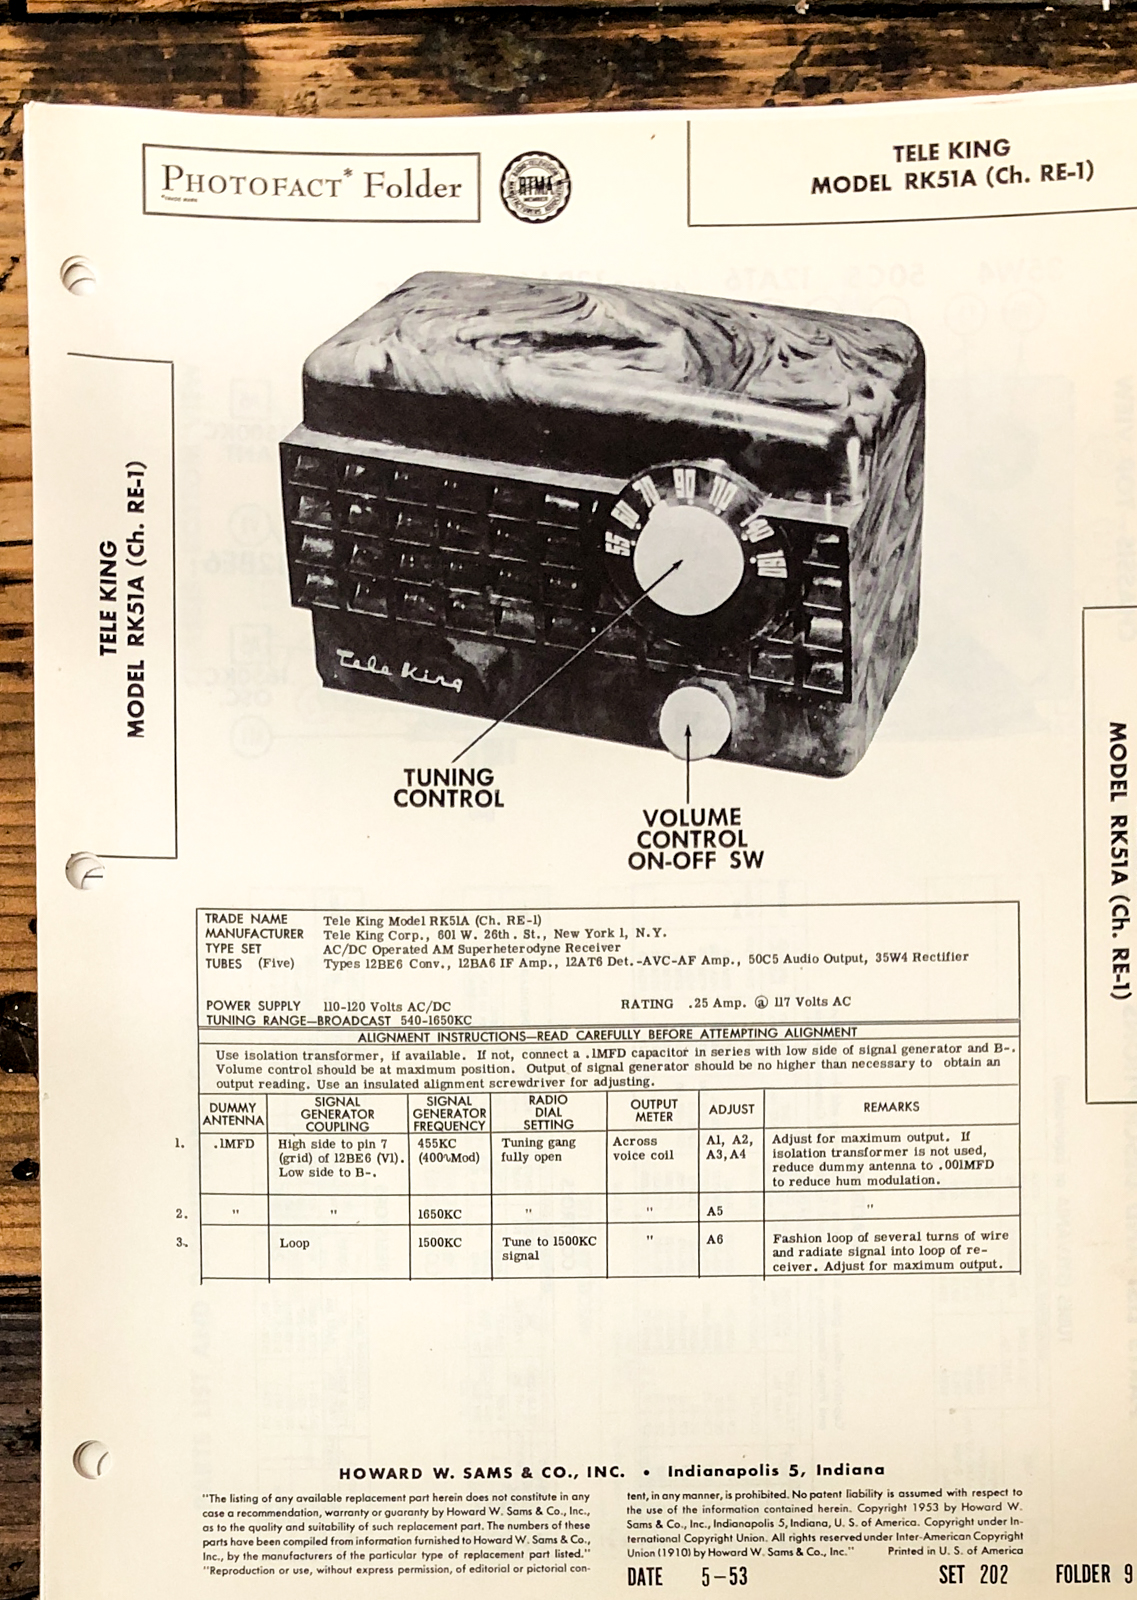 PHOTOFACT* Folder
*TRADE MARK
RTMA
MEMBER
TELE KING
MODEL RK51A (Ch. RE-1)
TELE KING
MODEL RK51A (Ch. RE-1)
MODEL RK51A (Ch. RE-1)
55 60 70 90 110 130 160
Tele King
TUNING
CONTROL
VOLUME
CONTROL
ON-OFF SW
TRADE NAME Tele King Model RK51A (Ch. RE-1)
MANUFACTURER Tele King Corp., 601 W. 26th. St., New York 1, N.Y.
TYPE SET AC/DC Operated AM Superheterodyne Receiver
TUBES (Five) Types 12BE6 Conv., 12BA6 IF Amp., 12AT6 Det.-AVC-AF Amp., 50C5 Audio Output, 35W4 Rectifier
POWER SUPPLY 110-120 Volts AC/DC RATING .25 Amp. @ 117 Volts AC
TUNING RANGE—BROADCAST 540-1650KC
ALIGNMENT INSTRUCTIONS—READ CAREFULLY BEFORE ATTEMPTING ALIGNMENT
Use isolation transformer, if available. If not, connect a .1MFD capacitor in series with low side of signal generator and B-.
Volume control should be at maximum position. Output of signal generator should be no higher than necessary to obtain an
output reading. Use an insulated alignment screwdriver for adjusting.
DUMMY ANTENNA SIGNAL GENERATOR COUPLING SIGNAL GENERATOR FREQUENCY RADIO DIAL SETTING OUTPUT METER ADJUST REMARKS
1. .1MFD High side to pin 7 (grid) of 12BE6 (V1). Low side to B-. 455KC (400∿Mod) Tuning gang fully open Across voice coil A1, A2, A3, A4 Adjust for maximum output. If isolation transformer is not used, reduce dummy antenna to .001MFD to reduce hum modulation.
2. " " 1650KC " " A5 "
3. Loop 1500KC Tune to 1500KC signal " A6 Fashion loop of several turns of wire and radiate signal into loop of re-ceiver. Adjust for maximum output.
HOWARD W. SAMS & CO., INC. • Indianapolis 5, Indiana
"The listing of any available replacement part herein does not constitute in any
case a recommendation, warranty or guaranty by Howard W. Sams & Co., Inc.,
as to the quality and suitability of such replacement part. The numbers of these
parts have been compiled from information furnished to Howard W. Sams & Co.,
Inc., by the manufacturers of the particular type of replacement part listed."
"Reproduction or use, without express permission, of editorial or pictorial con-
tent, in any manner, is prohibited. No patent liability is assumed with respect to
the use of the information contained herein. Copyright 1953 by Howard W.
Sams & Co., Inc., Indianapolis 5, Indiana, U. S. of America. Copyright under In-
ternational Copyright Union. All rights reserved under Inter-American Copyright
Union (1910) by Howard W. Sams & Co., Inc." Printed in U. S. of America
DATE 5-53 SET 202 FOLDER 9